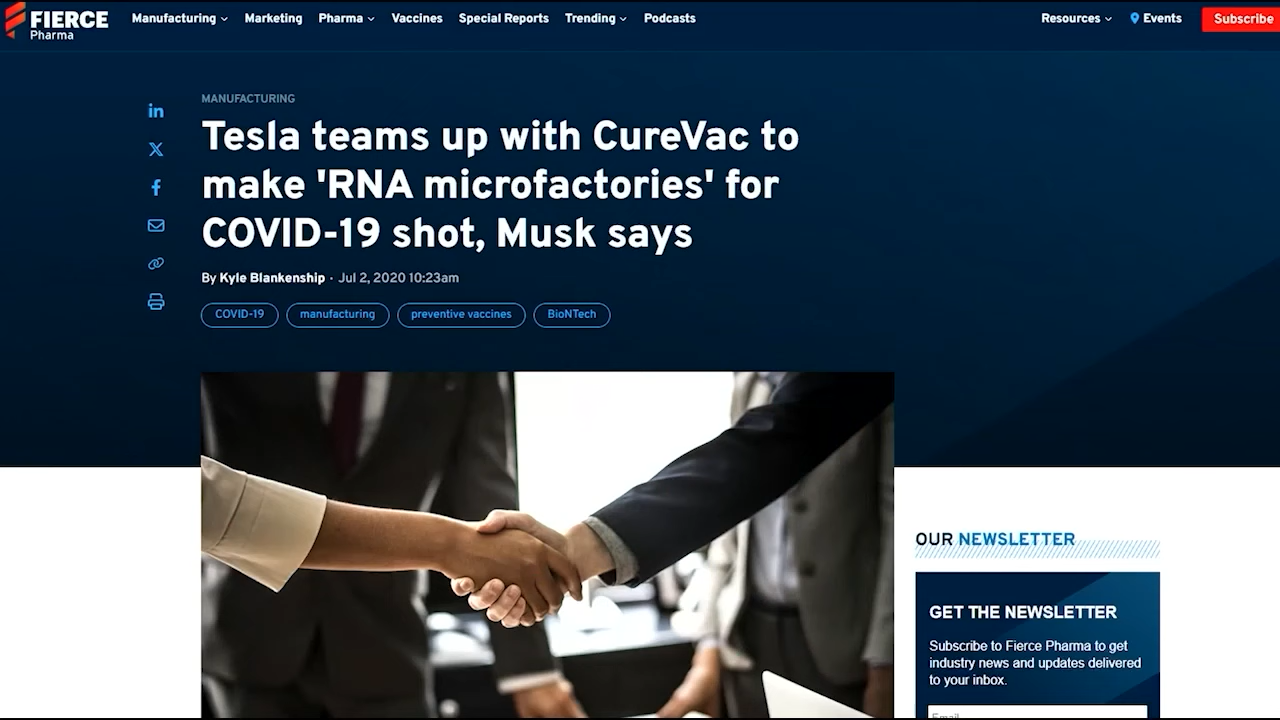 FIERCE
Pharma
Manufacturing
Marketing
Pharma
Vaccines
Special Reports
Trending
Podcasts
Resources
Events
Subscribe
MANUFACTURING
Tesla teams up with CureVac to
make 'RNA microfactories' for
COVID-19 shot, Musk says
By Kyle Blankenship · Jul 2, 2020 10:23am
COVID-19
manufacturing
preventive vaccines
BioNTech
OUR NEWSLETTER
GET THE NEWSLETTER
Subscribe to Fierce Pharma to get
industry news and updates delivered
to your inbox.
Email